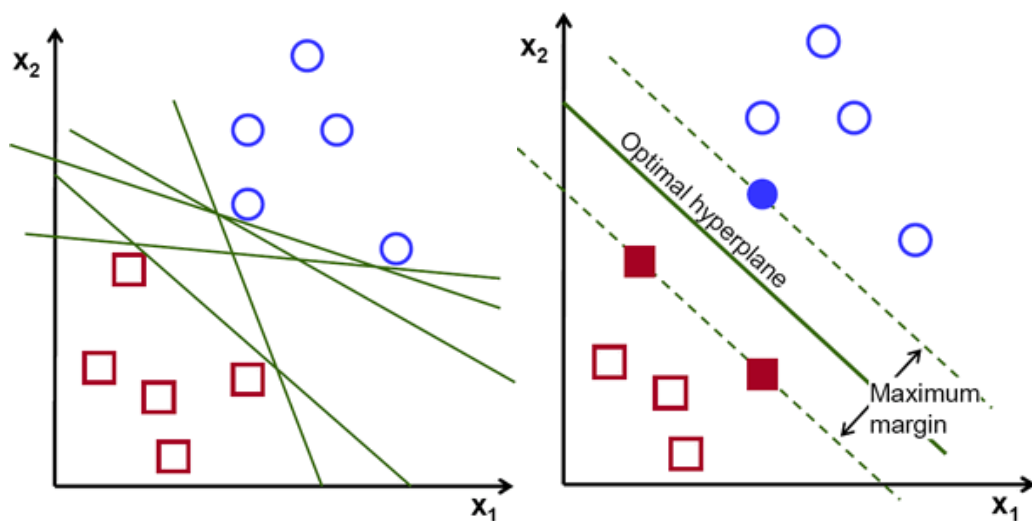 x₂
x₁
x₂
Optimal hyperplane
Maximum
margin
x₁